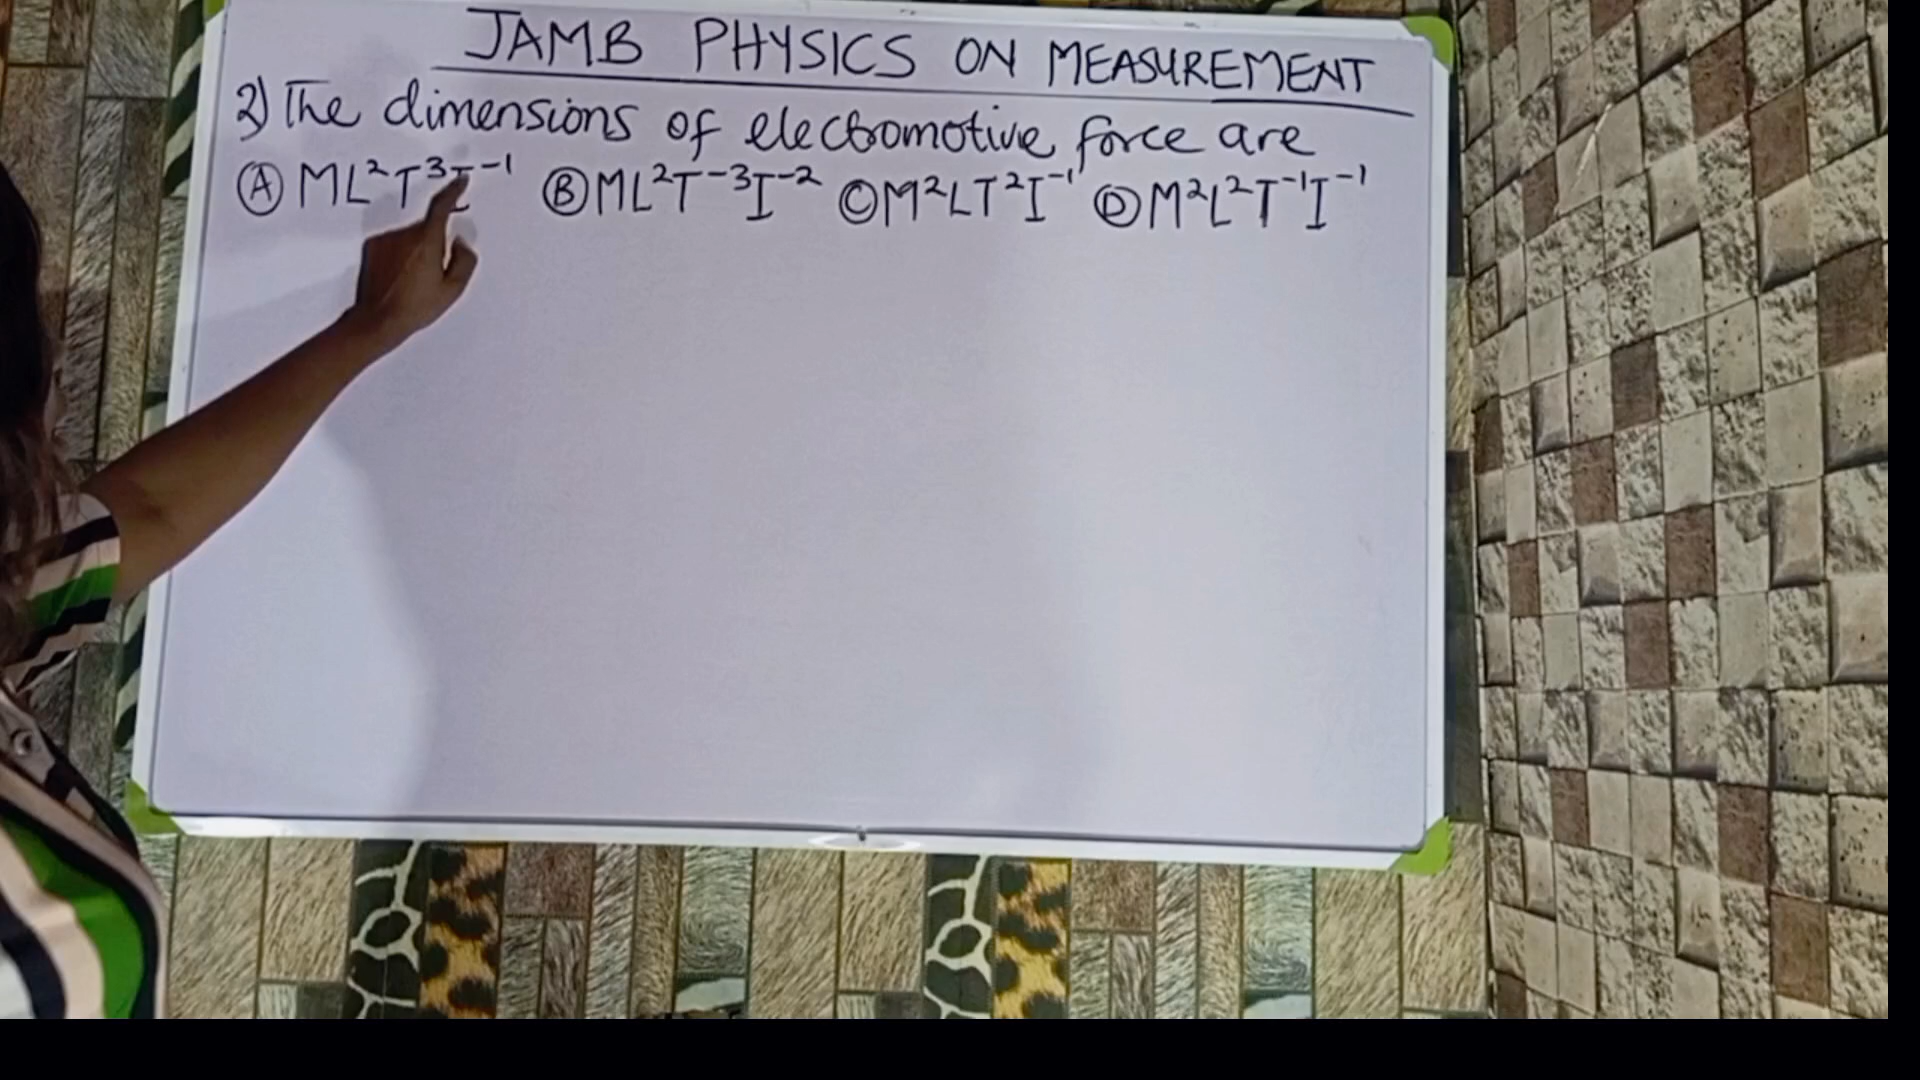 JAMB PHYSICS ON MEASUREMENT
2) The dimensions of electromotive force are
Ⓐ ML²T³I⁻¹ Ⓑ ML²T⁻³I⁻² Ⓒ M²LT²I⁻¹ Ⓓ M²L²T⁻¹I⁻¹